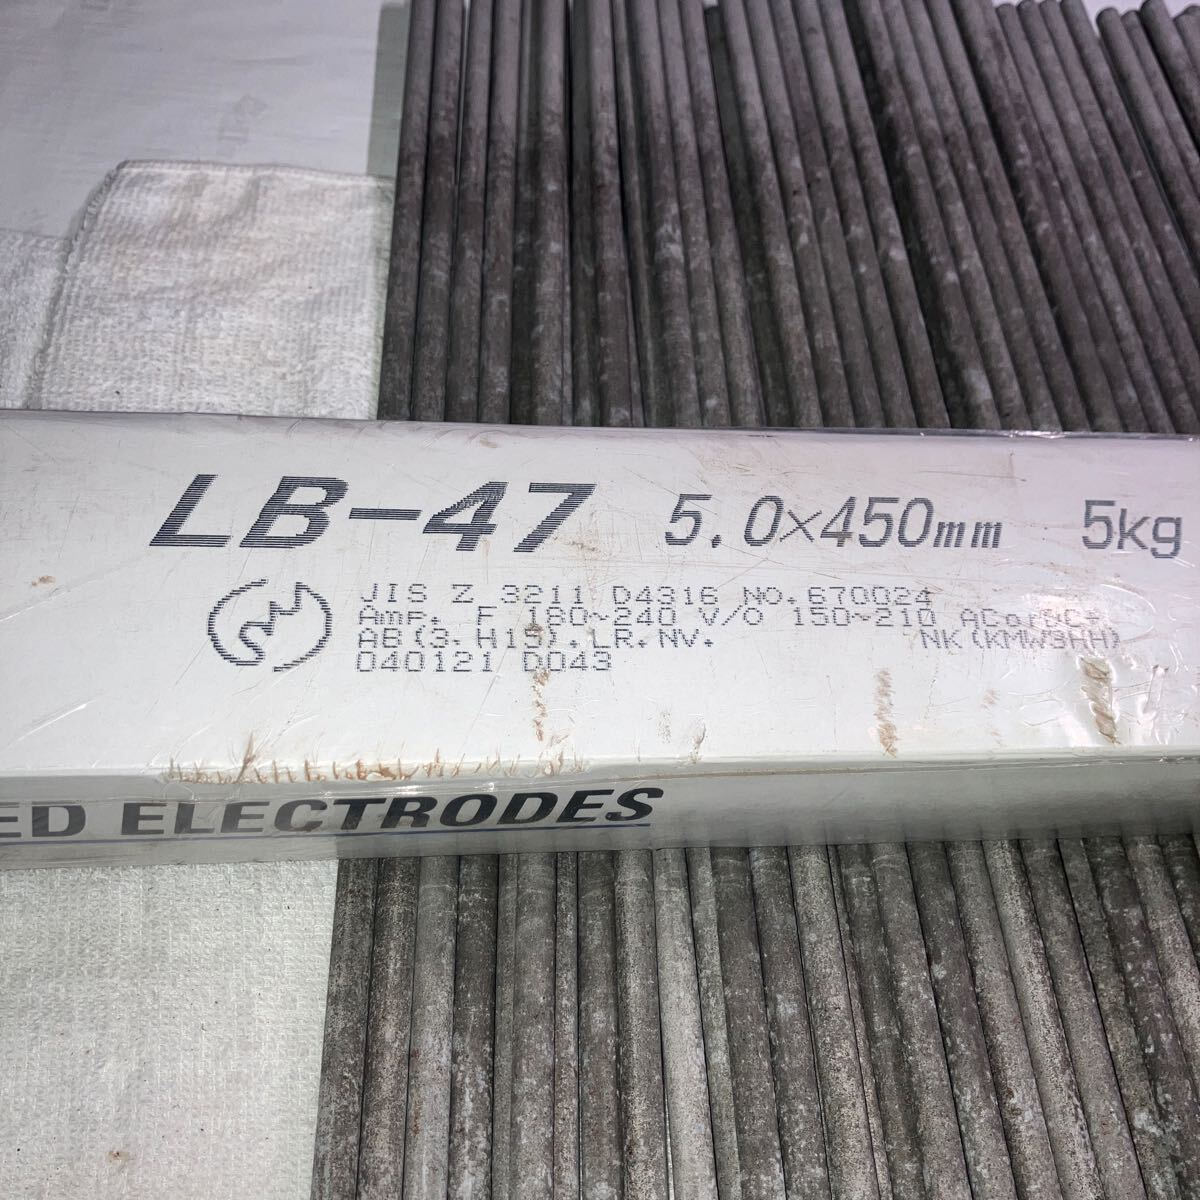 LB-47 5.0×450mm 5kg
JIS Z 3211 D4316 NO.670024
Amp. F 180~240 V/O 150~210 ACorDC+
AB(3.H15).LR.NV. NK(KMW3HH)
040121 D043
ED ELECTRODES